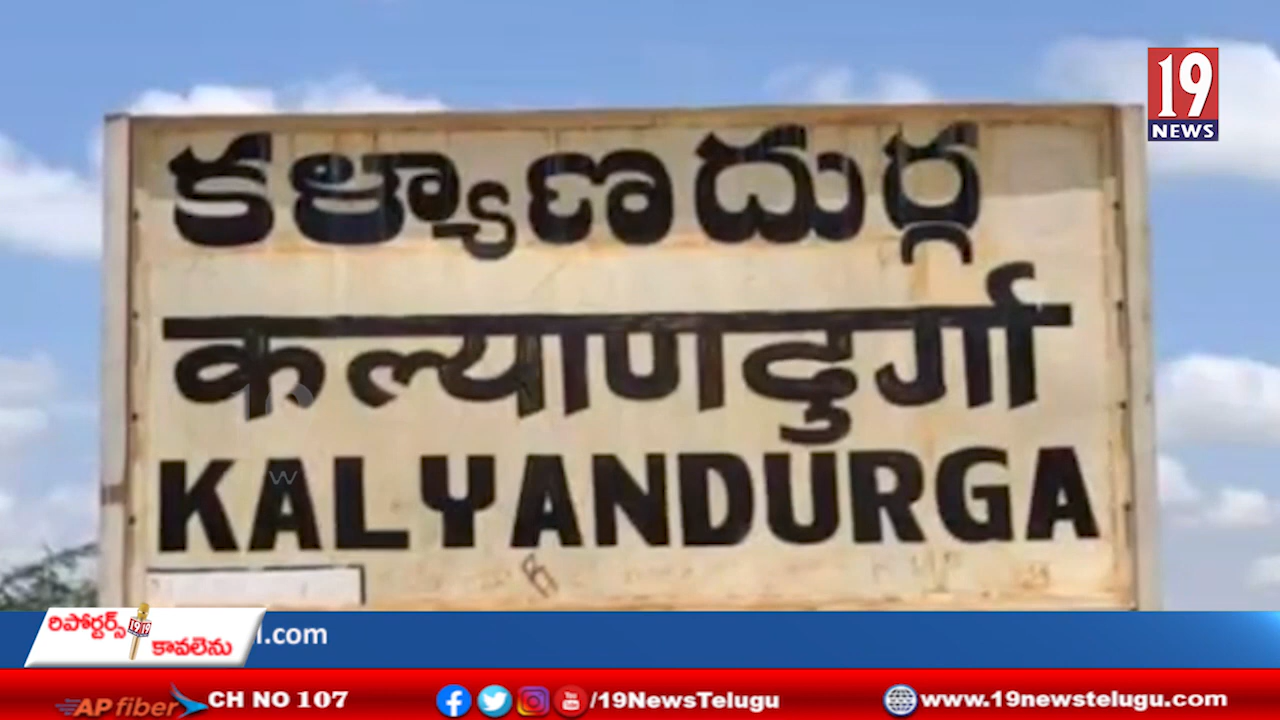 19
NEWS
కళ్యాణదుర్గ
कल्याणदुर्गा
KALYANDURGA
W
రిపోర్టర్స్ 1919
కావలెను
l.com
AP fiber CH NO 107
/19NewsTelugu
www.19newstelugu.com